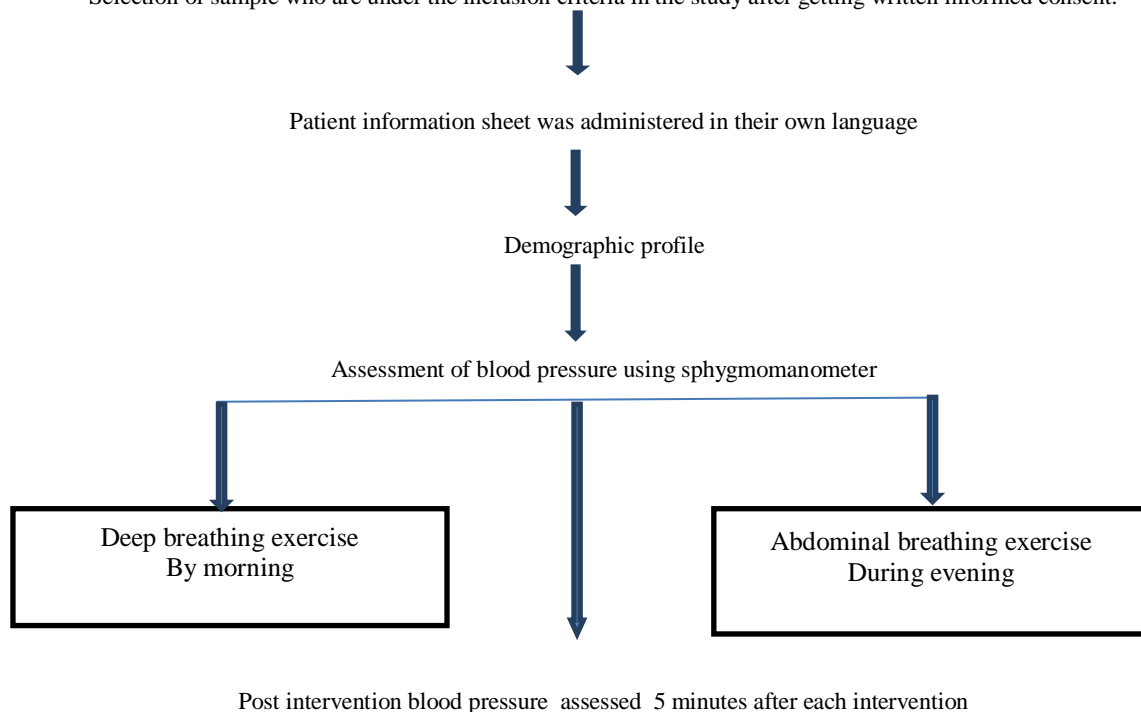 Selection of sample who are under the inclusion criteria in the study after getting written informed consent.
Patient information sheet was administered in their own language
Demographic profile
Assessment of blood pressure using sphygmomanometer
Deep breathing exercise
By morning
Abdominal breathing exercise
During evening
Post intervention blood pressure assessed 5 minutes after each intervention